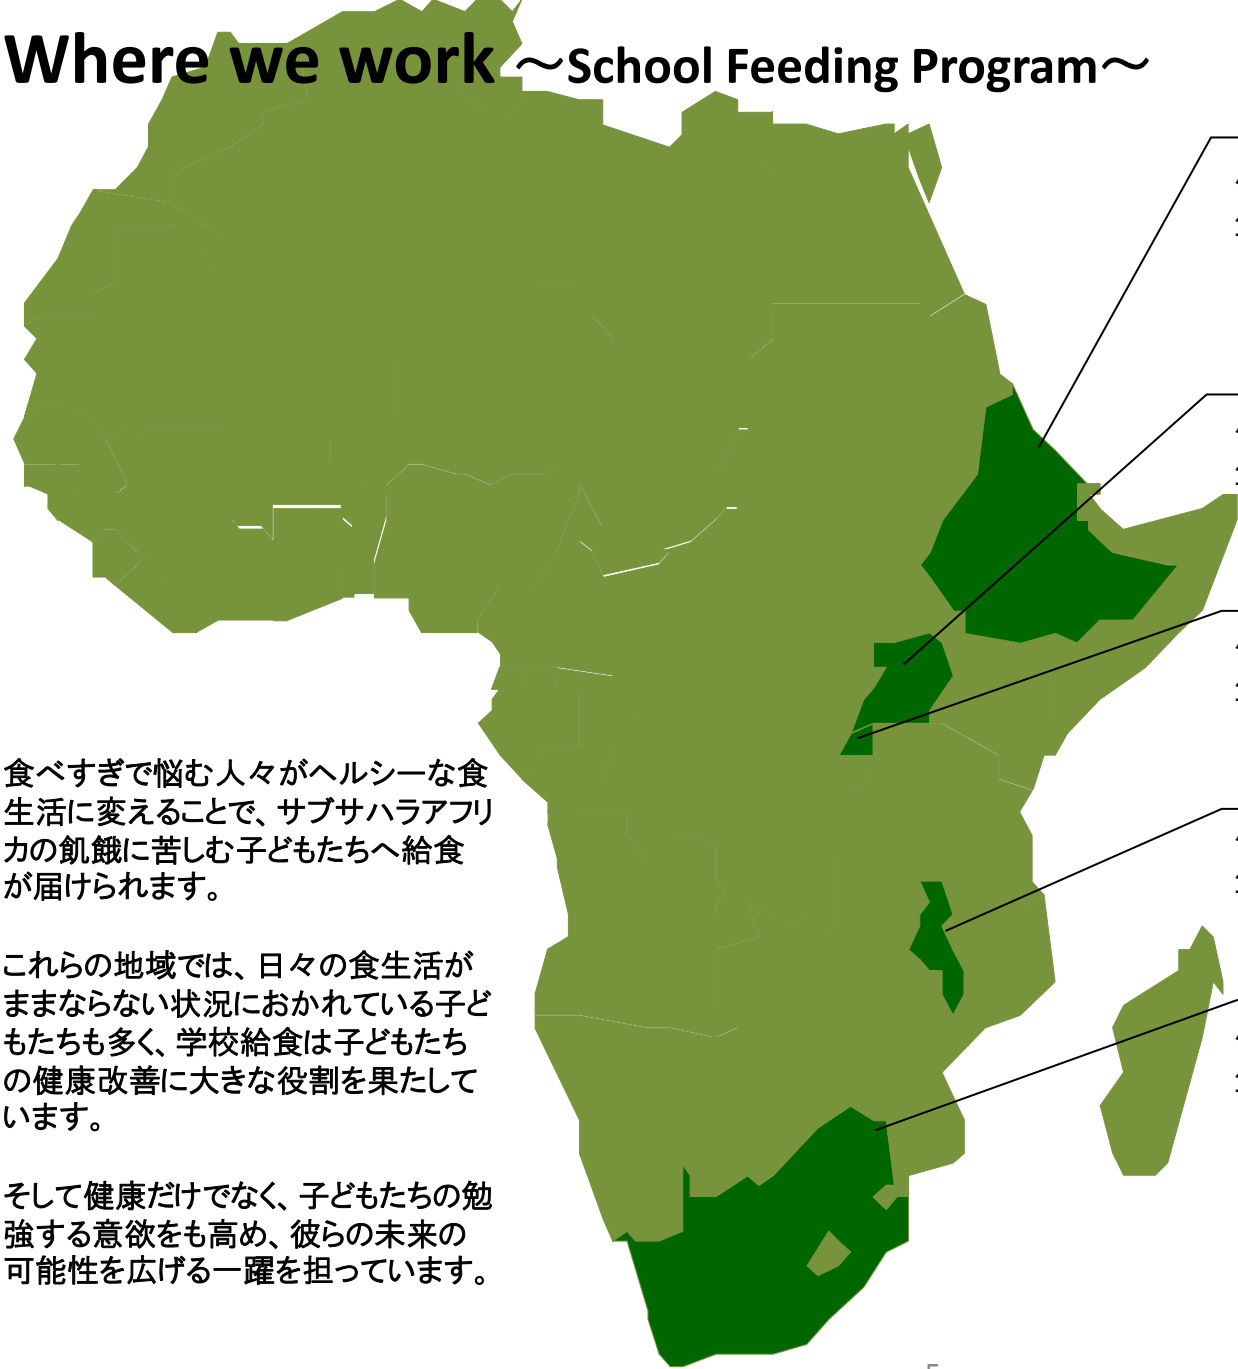 Where we work ～School Feeding Program～
食べすぎで悩む人々がヘルシーな食
生活に変えることで、サブサハラアフリ
カの飢餓に苦しむ子どもたちへ給食
が届けられます。
これらの地域では、日々の食生活が
ままならない状況におかれている子ど
もたちも多く、学校給食は子どもたち
の健康改善に大きな役割を果たして
います。
そして健康だけでなく、子どもたちの勉
強する意欲をも高め、彼らの未来の
可能性を広げる一躍を担っています。